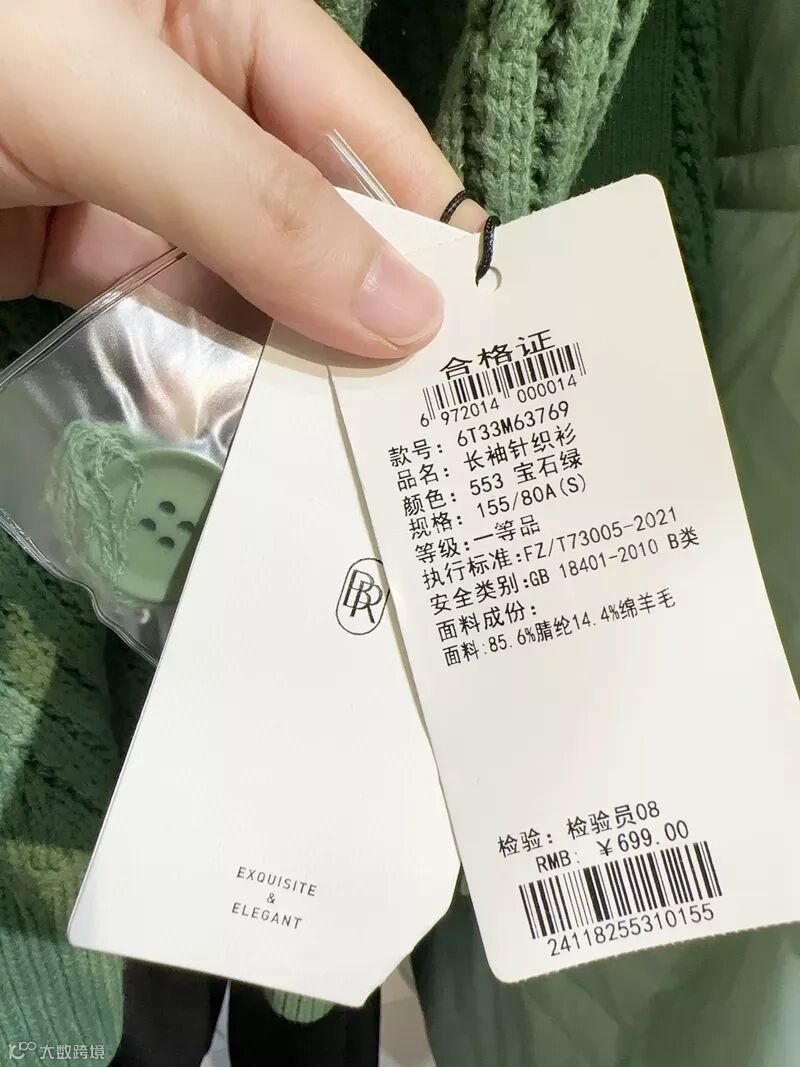 合格证
6 972014 000014
款号: 6T33M63769
品名: 长袖针织衫
颜色: 553 宝石绿
规格: 155/80A(S)
等级:一等品
执行标准:FZ/T73005-2021
安全类别:GB 18401-2010 B类
面料成份:
面料:85.6%腈纶14.4%绵羊毛
检验: 检验员08
RMB: ￥699.00
24118255310155
BR
EXQUISITE
&
ELEGANT
大数跨境